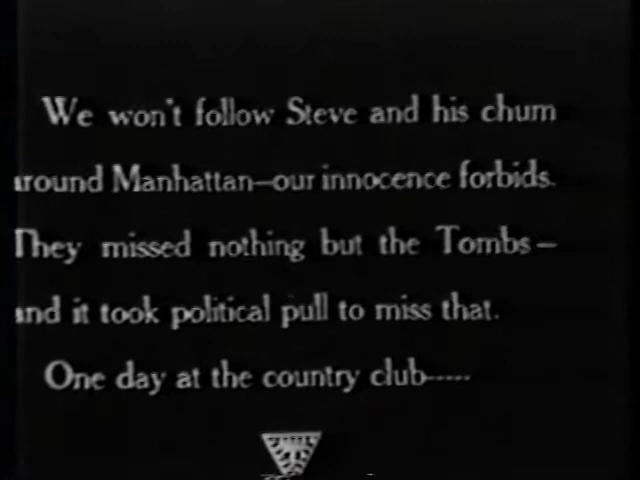 We won't follow Steve and his chum
around Manhattan—our innocence forbids.
They missed nothing but the Tombs—
and it took political pull to miss that.
One day at the country club-----